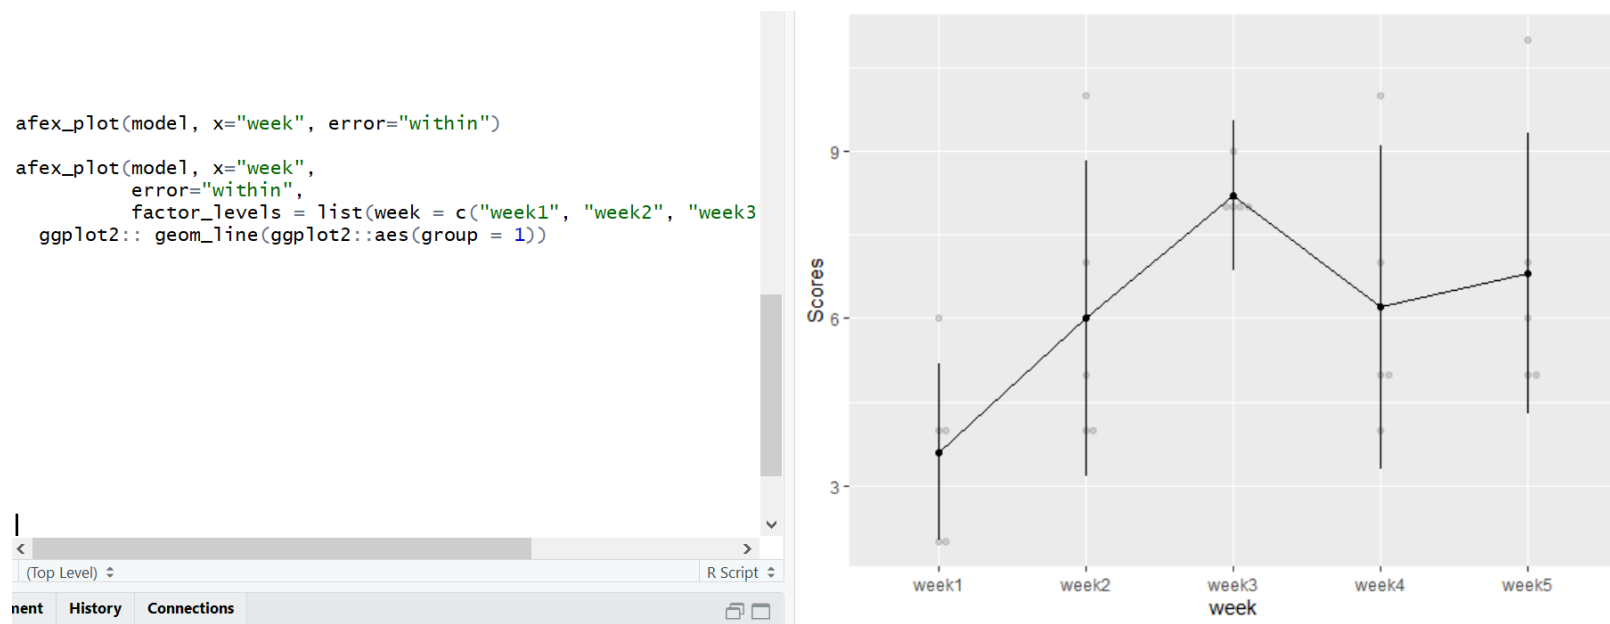 afex_plot(model, x="week", error="within")
afex_plot(model, x="week",
error="within",
factor_levels = list(week = c("week1", "week2", "week3
ggplot2:: geom_line(ggplot2::aes(group = 1))
(Top Level)
R Script
ment History Connections
Scores
9
6
3
week1 week2 week3 week4 week5
week